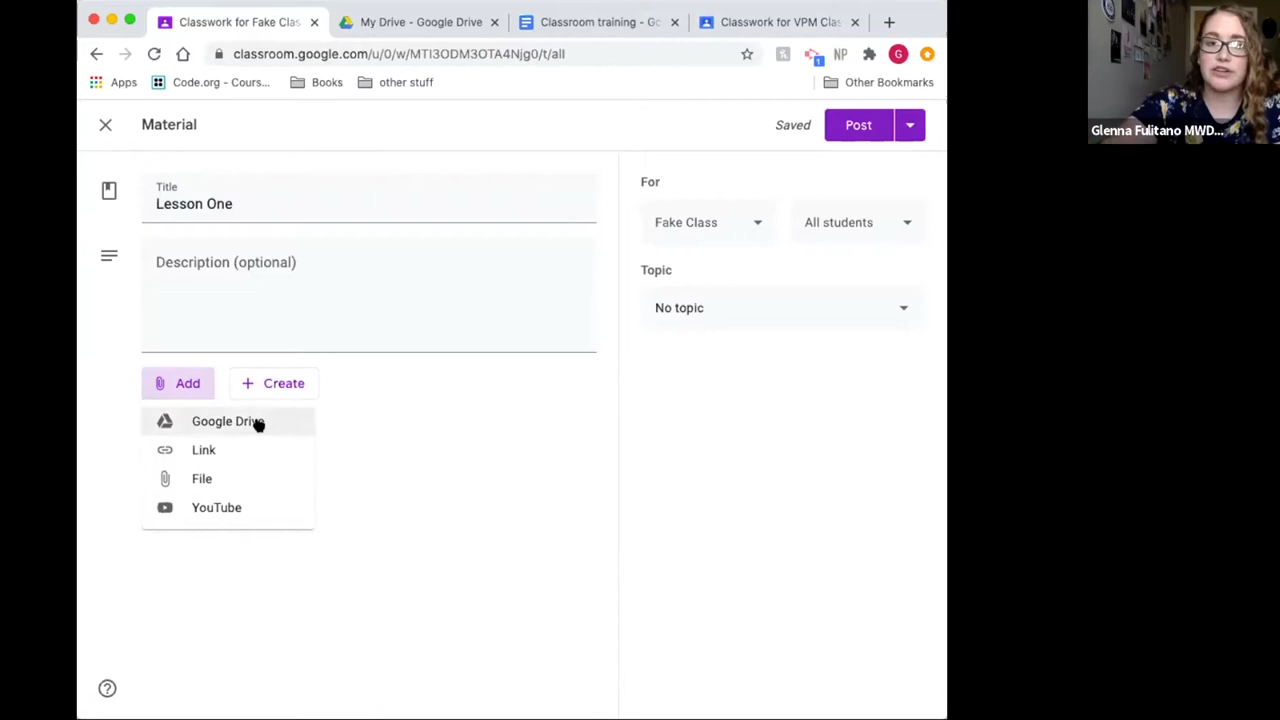 Classwork for Fake Clas
My Drive - Google Drive
Classroom training - Go
Classwork for VPM Clas
classroom.google.com/u/0/w/MTI3ODM3OTA4Njg0/t/all
1
NP
G
Apps
Code.org - Cours...
Books
other stuff
Other Bookmarks
Material
Saved
Post
Title
Lesson One
Description (optional)
Add
Create
Google Drive
Link
File
YouTube
For
Fake Class
All students
Topic
No topic
Glenna Fulitano MWD...